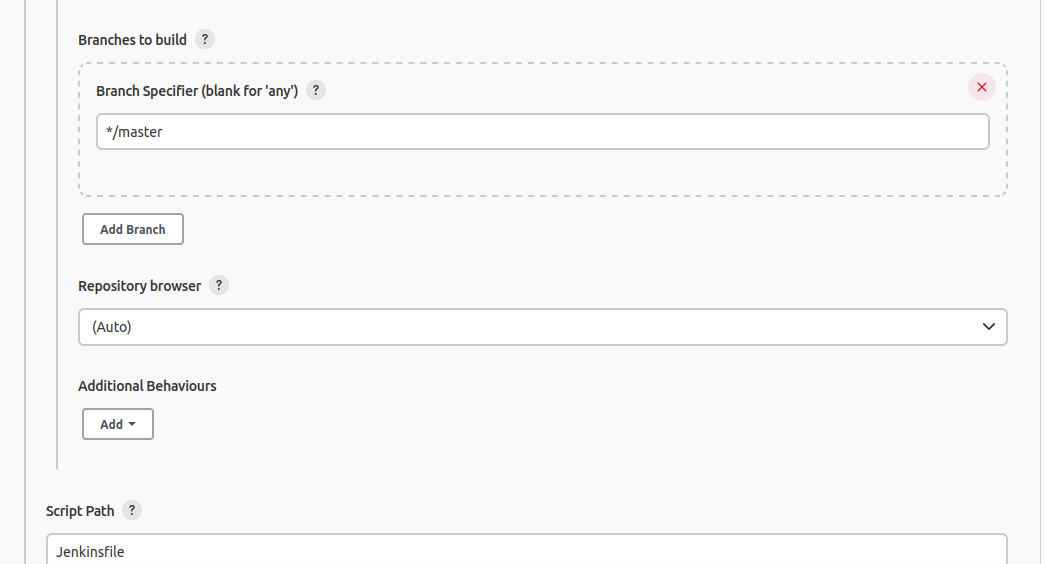 Branches to build ?
Branch Specifier (blank for 'any') ?
*/master
Add Branch
Repository browser ?
(Auto)
Additional Behaviours
Add
Script Path ?
Jenkinsfile